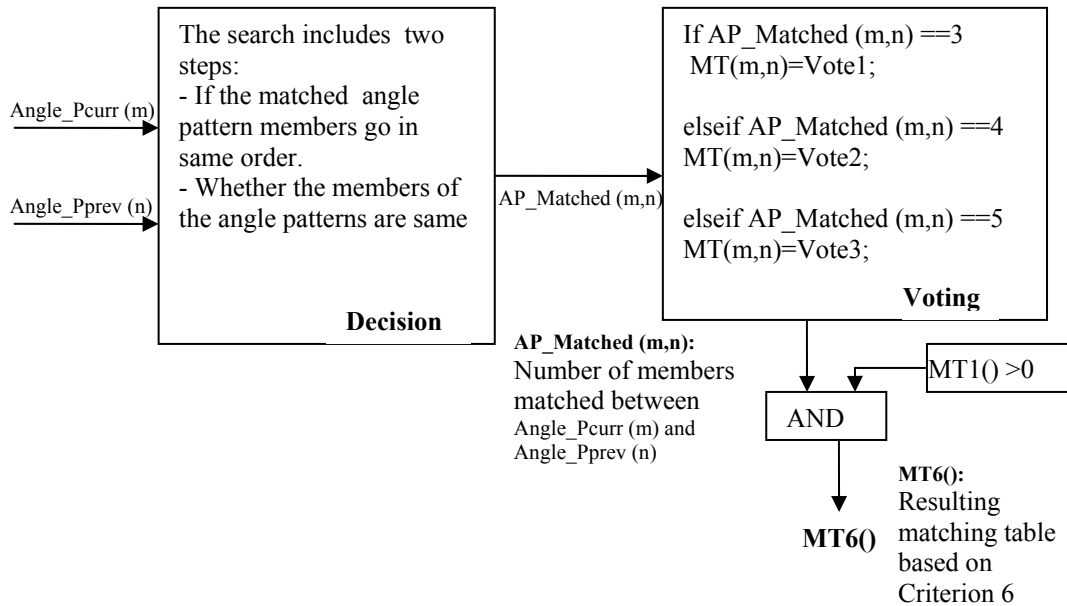 Angle_Pcurr (m)
Angle_Pprev (n)
The search includes two
steps:
- If the matched angle
pattern members go in
same order.
- Whether the members of
the angle patterns are same
Decision
AP_Matched (m,n)
If AP_Matched (m,n) ==3
MT(m,n)=Vote1;
elseif AP_Matched (m,n) ==4
MT(m,n)=Vote2;
elseif AP_Matched (m,n) ==5
MT(m,n)=Vote3;
Voting
AP_Matched (m,n):
Number of members
matched between
Angle_Pcurr (m) and
Angle_Pprev (n)
MT1() >0
AND
MT6()
MT6():
Resulting
matching table
based on
Criterion 6